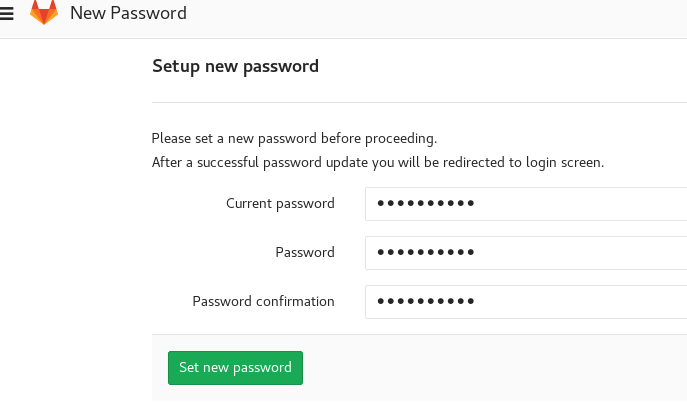 New Password
Setup new password
Please set a new password before proceeding.
After a successful password update you will be redirected to login screen.
Current password ●●●●●●●●●●
Password ●●●●●●●●●●
Password confirmation ●●●●●●●●●●
Set new password